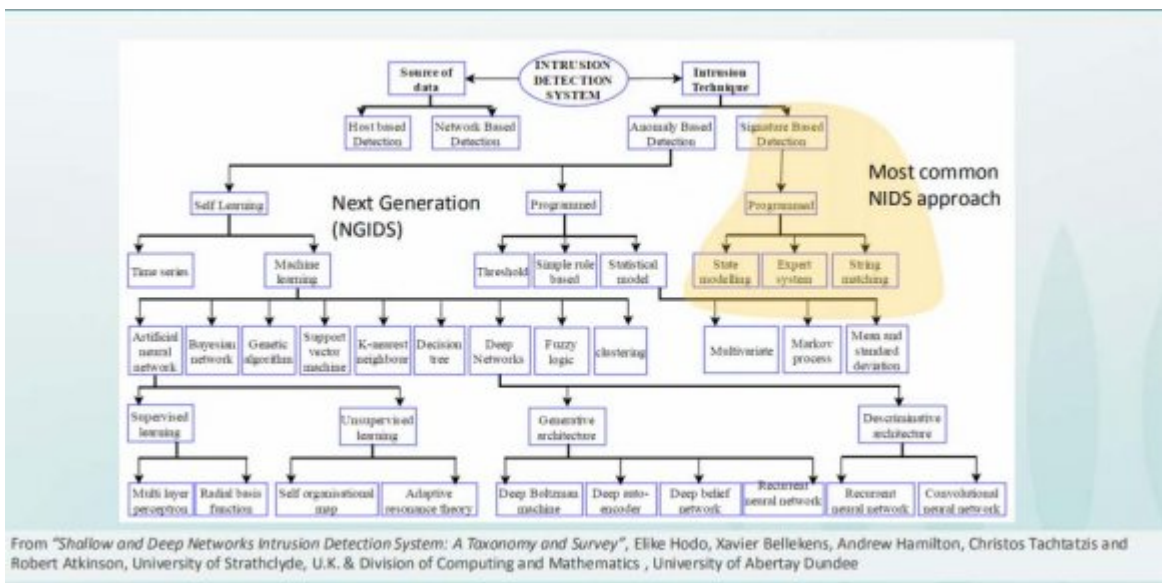 INTRUSION
DETECTION
SYSTEM
Source of
data
Intrusion
Technique
Host based
Detection
Network Based
Detection
Anomaly Based
Detection
Signature Based
Detection
Most common
NIDS approach
Self Learning
Next Generation
(NGIDS)
Programmed
Programmed
Time series
Machine
learning
Threshold
Simple role
based
Statistical
model
State
modelling
Expert
system
String
matching
Artificial
neural
network
Bayesian
network
Genetic
algorithm
Support
vector
machine
K-nearest
neighbour
Decision
tree
Deep
Networks
Fuzzy
logic
clustering
Multivariate
Markov
process
Mean and
standard
deviation
Supervised
learning
Unsupervised
learning
Generative
architecture
Descriminative
architecture
Multi layer
perceptron
Radial basis
function
Self organisational
map
Adaptive
resonance theory
Deep Boltzman
machine
Deep auto-
encoder
Deep belief
network
Recurrent
neural network
Recurrent
neural network
Convolutional
neural network
From "Shallow and Deep Networks Intrusion Detection System: A Taxonomy and Survey", Elike Hodo, Xavier Bellekens, Andrew Hamilton, Christos Tachtatzis and
Robert Atkinson, University of Strathclyde, U.K. & Division of Computing and Mathematics , University of Abertay Dundee